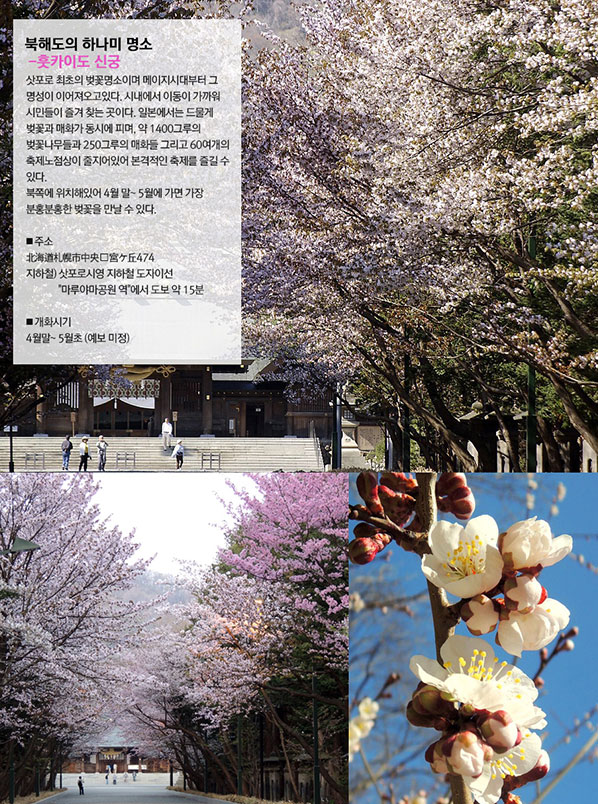 북해도의 하나미 명소
-홋카이도 신궁
삿포로 최초의 벚꽃명소이며 메이지시대부터 그
명성이 이어져오고있다. 시내에서 이동이 가까워
시민들이 즐겨 찾는 곳이다. 일본에서는 드물게
벚꽃과 매화가 동시에 피며, 약 1400그루의
벚꽃나무들과 250그루의 매화들 그리고 60여개의
축제노점상이 즐지어있어 본격적인 축제를 즐길 수
있다.
북쪽에 위치해있어 4월 말~ 5월에 가면 가장
분홍분홍한 벚꽃을 만날 수 있다.
■ 주소
北海道札幌市中央□宮ケ丘474
지하철) 삿포로시영 지하철 도자이선
"마루야마공원 역"에서 도보 약 15분
■ 개화시기
4월말~ 5월초 (예보 미정)